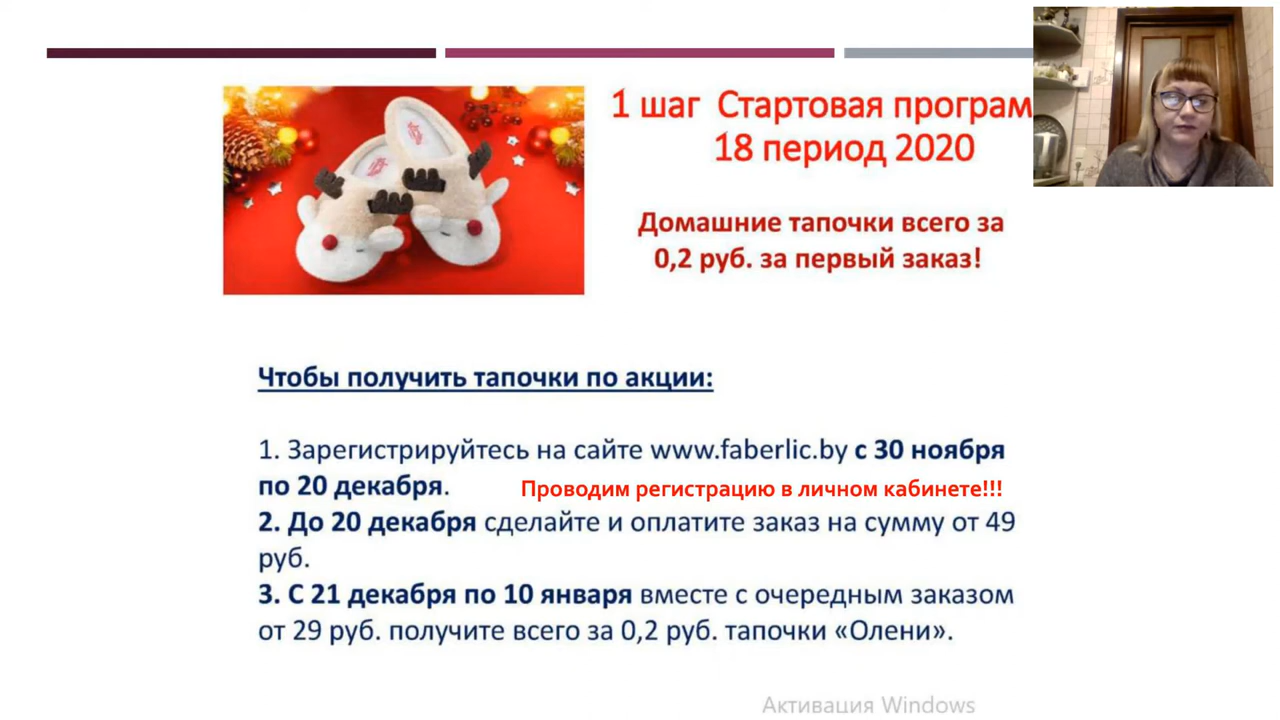 1 шаг Стартовая програм
18 период 2020
Домашние тапочки всего за
0,2 руб. за первый заказ!
Чтобы получить тапочки по акции:
1. Зарегистрируйтесь на сайте www.faberlic.by с 30 ноября
по 20 декабря.
Проводим регистрацию в личном кабинете!!!
2. До 20 декабря сделайте и оплатите заказ на сумму от 49
руб.
3. С 21 декабря по 10 января вместе с очередным заказом
от 29 руб. получите всего за 0,2 руб. тапочки «Олени».
Активация Windows